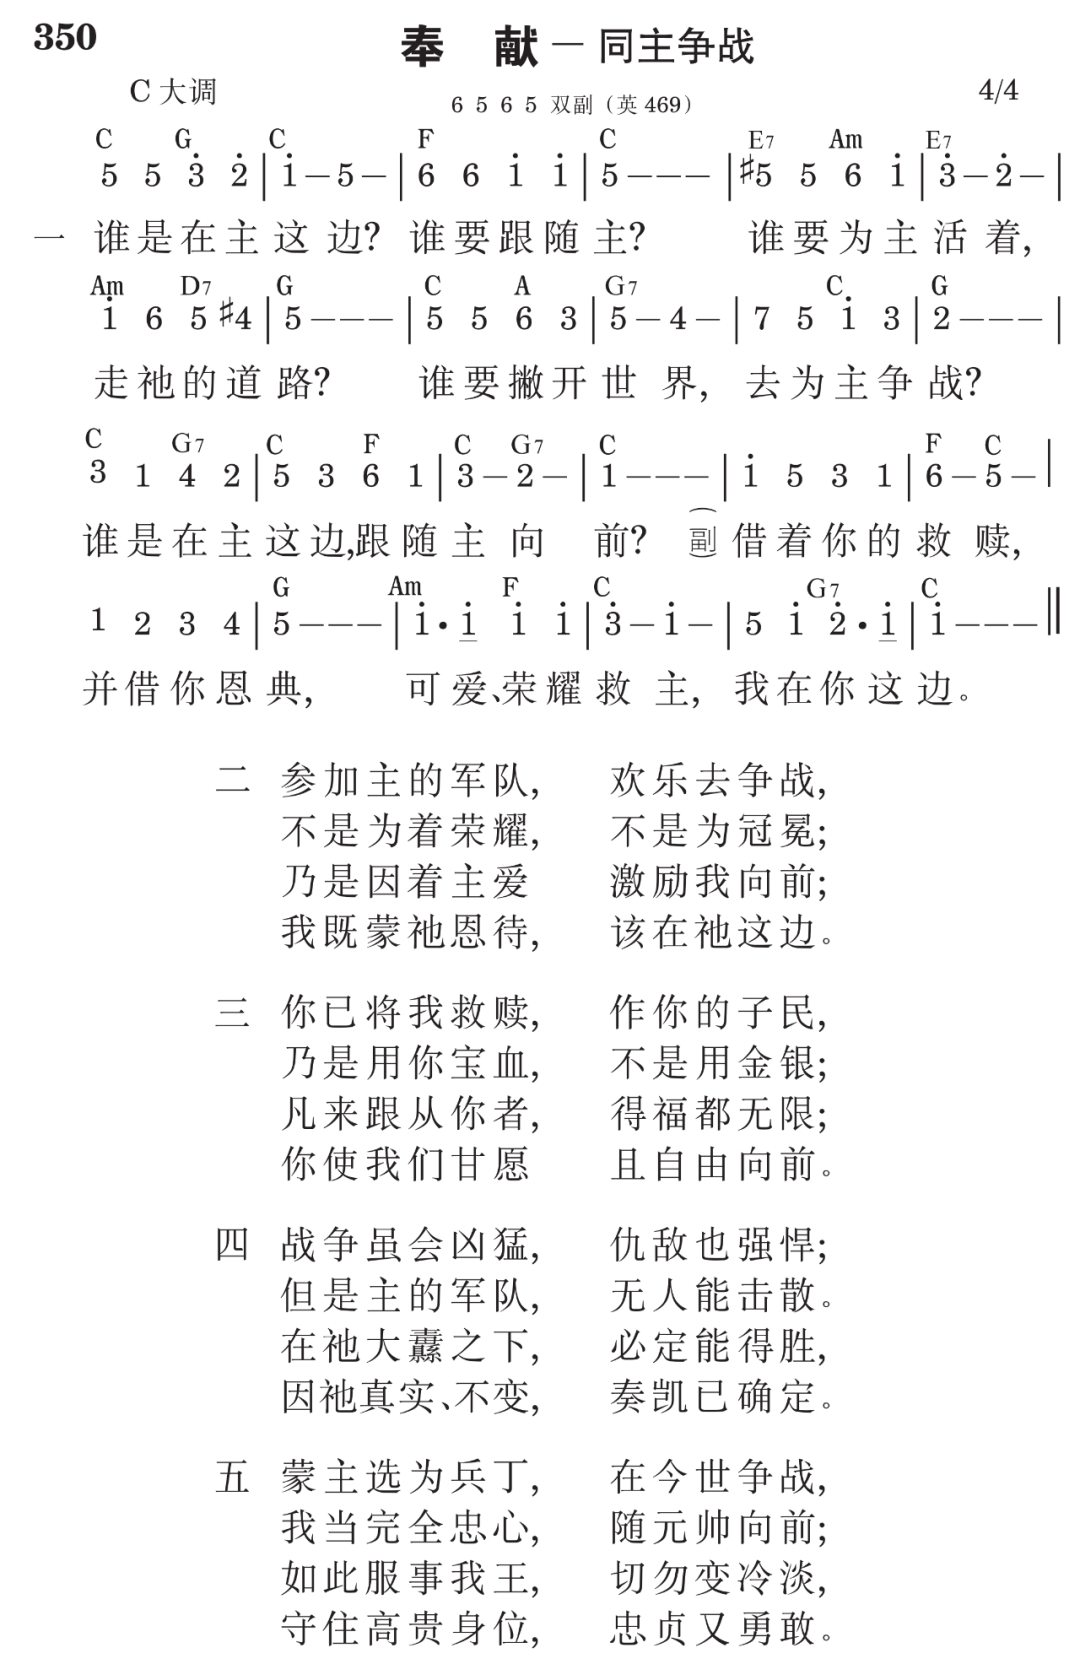 350
奉 献 — 同主争战
C 大调 6 5 6 5 双副（英 469） 4/4
C G C F C E7 Am E7
5 5 3̇ 2̇ | 1̇ – 5 – | 6 6 1̇ 1̇ | 5 – – – | ♯5 5 6 1̇ | 3̇ – 2̇ – |
一 谁是在主这边？谁要跟随主？ 谁要为主活着，
Am D7 G C A G7 C G
1̇ 6 5 ♯4 | 5 – – – | 5 5 6 3 | 5 – 4 – | 7 5 1̇ 3 | 2 – – – |
走祂的道路？ 谁要撇开世界，去为主争战？
C G7 C F C G7 C F C
3 1 4 2 | 5 3 6 1 | 3 – 2 – | 1 – – – | 1̇ 5 3 1 | 6 – 5 – |
谁是在主这边,跟随主向前？（副）借着你的救赎，
G Am F C G7 C
1 2 3 4 | 5 – – – | 1̇ • 1̇ 1̇ 1̇ | 3̇ – 1̇ – | 5 1̇ 2̇ • 1̇ | 1̇ – – – ‖
并借你恩典， 可爱、荣耀救主，我在你这边。
二 参加主的军队， 欢乐去争战，
不是为着荣耀， 不是为冠冕；
乃是因着主爱 激励我向前；
我既蒙祂恩待， 该在祂这边。
三 你已将我救赎， 作你的子民，
乃是用你宝血， 不是用金银；
凡来跟从你者， 得福都无限；
你使我们甘愿 且自由向前。
四 战争虽会凶猛， 仇敌也强悍；
但是主的军队， 无人能击散。
在祂大纛之下， 必定能得胜，
因祂真实、不变， 奏凯已确定。
五 蒙主选为兵丁， 在今世争战，
我当完全忠心， 随元帅向前；
如此服事我王， 切勿变冷淡，
守住高贵身位， 忠贞又勇敢。